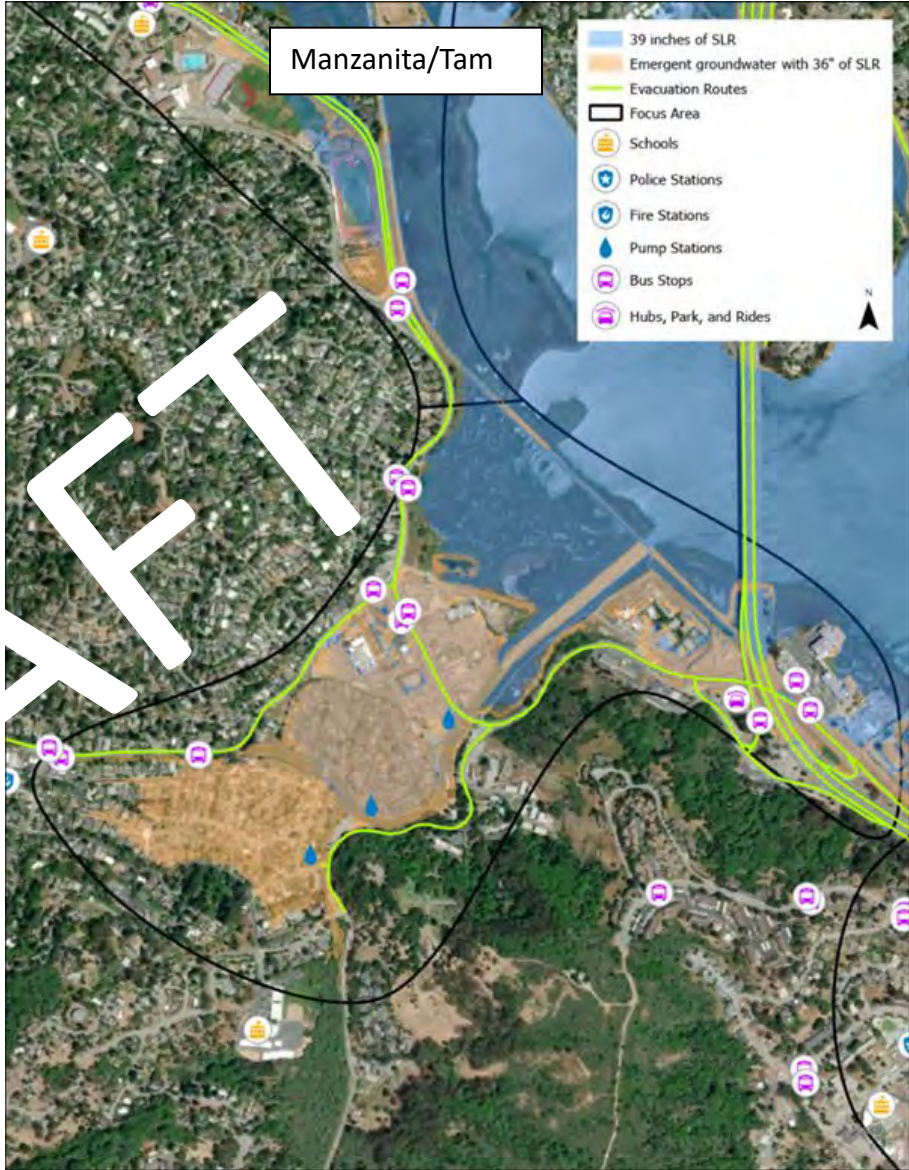 Manzanita/Tam
39 inches of SLR
Emergent groundwater with 36" of SLR
Evacuation Routes
Focus Area
Schools
Police Stations
Fire Stations
Pump Stations
Bus Stops
Hubs, Park, and Rides
N
AFT